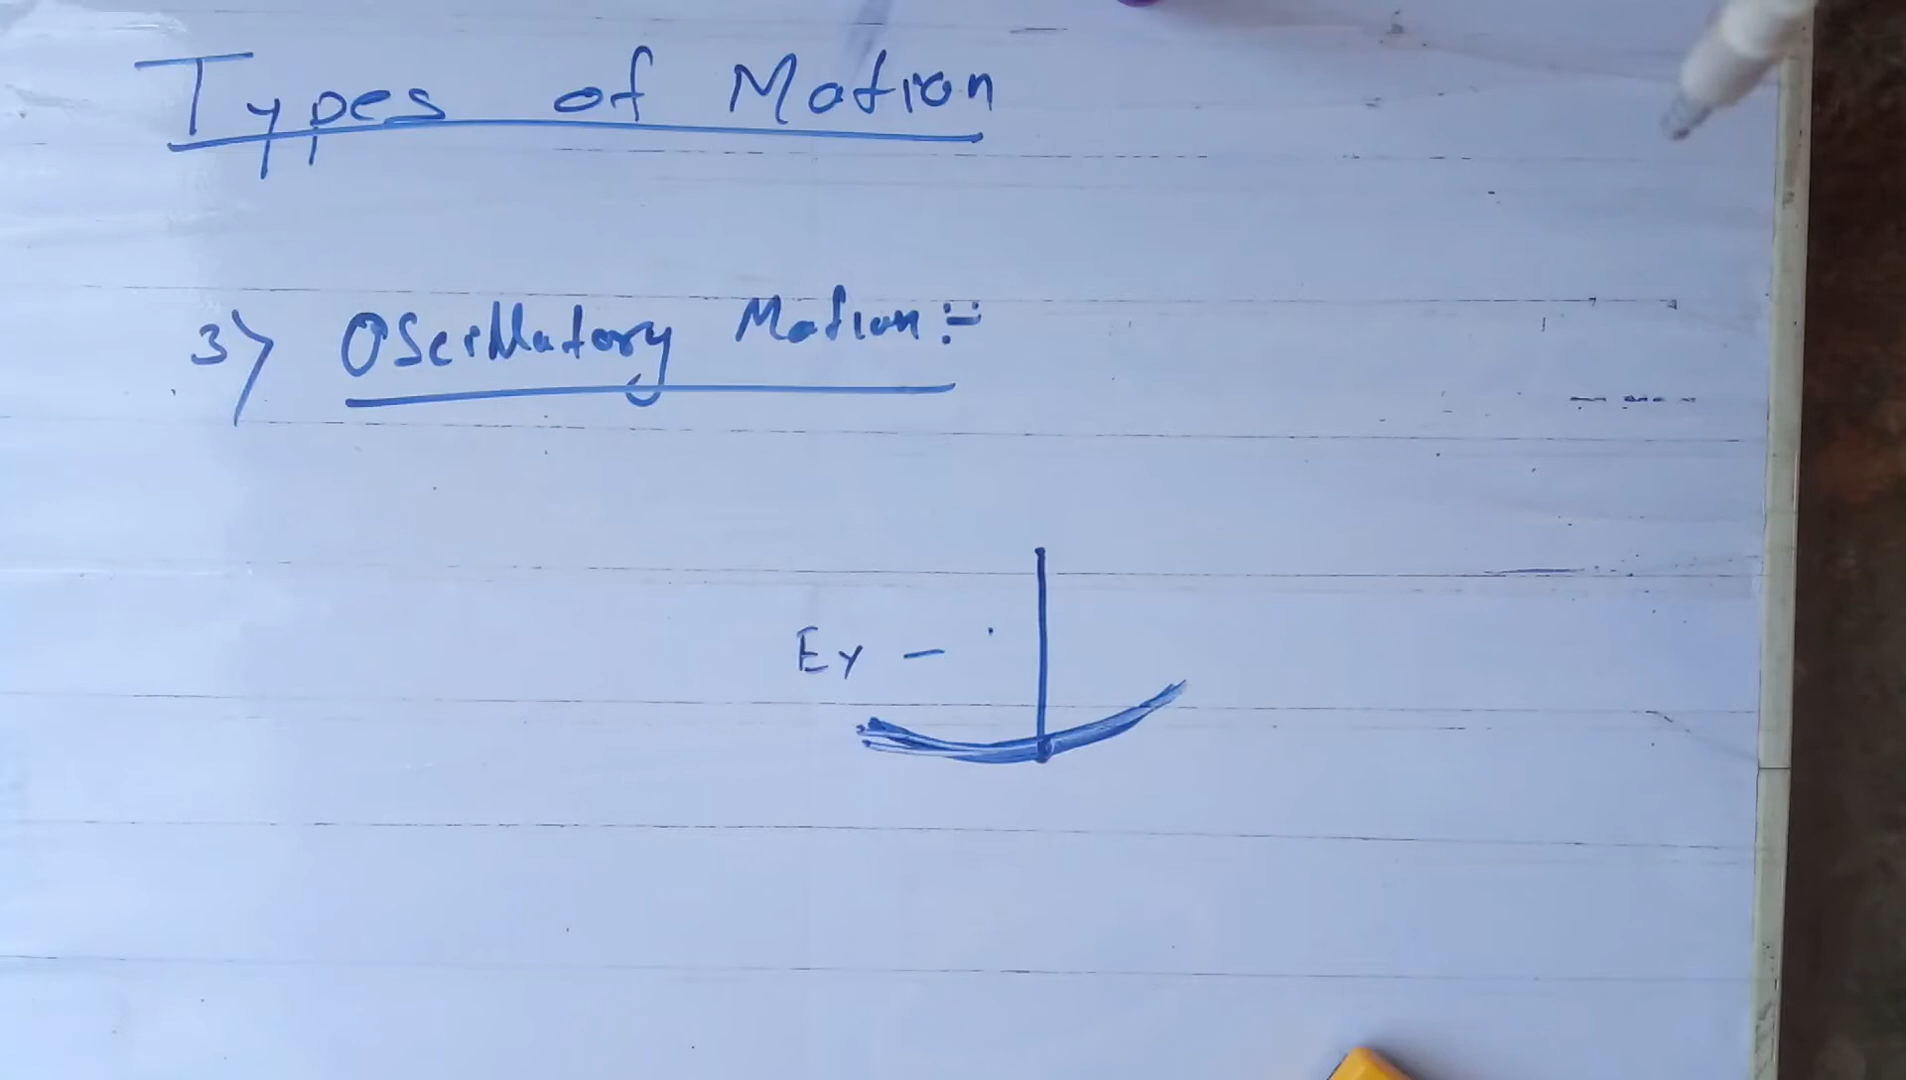 Types of Motion
3) Oscillatory Motion :-
Ex -